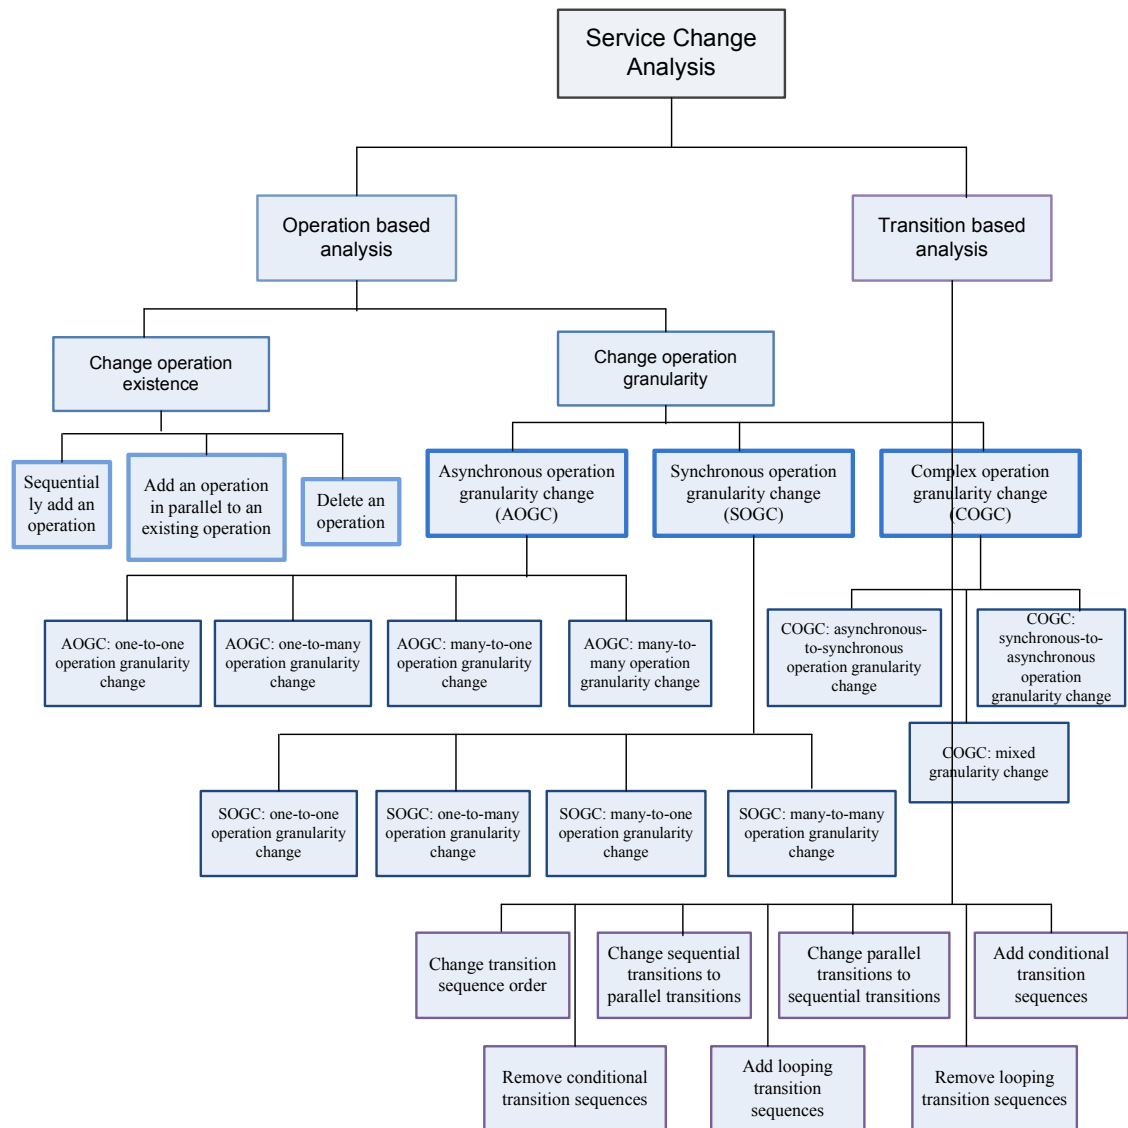 Service Change
Analysis
Operation based
analysis
Transition based
analysis
Change operation
existence
Change operation
granularity
Sequential
ly add an
operation
Add an operation
in parallel to an
existing operation
Delete an
operation
Asynchronous operation
granularity change
(AOGC)
Synchronous operation
granularity change
(SOGC)
Complex operation
granularity change
(COGC)
AOGC: one-to-one
operation granularity
change
AOGC: one-to-many
operation granularity
change
AOGC: many-to-one
operation granularity
change
AOGC: many-to-
many operation
granularity change
COGC: asynchronous-
to-synchronous
operation granularity
change
COGC:
synchronous-to-
asynchronous
operation
granularity change
COGC: mixed
granularity change
SOGC: one-to-one
operation granularity
change
SOGC: one-to-many
operation granularity
change
SOGC: many-to-one
operation granularity
change
SOGC: many-to-many
operation granularity
change
Change transition
sequence order
Change sequential
transitions to
parallel transitions
Change parallel
transitions to
sequential transitions
Add conditional
transition
sequences
Remove conditional
transition sequences
Add looping
transition
sequences
Remove looping
transition sequences